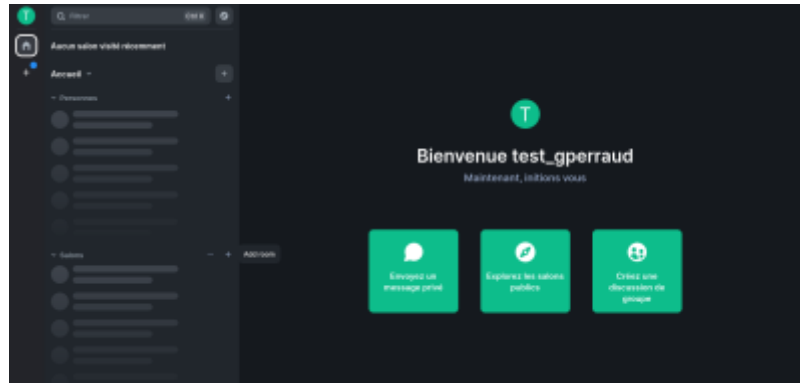 T
Filtrer
Ctrl K
Aucun salon visité récemment
Accueil
Personnes
Salons
Add room
T
Bienvenue test_gperraud
Maintenant, initions vous
Envoyez un
message privé
Explorez les salons
publics
Créez une
discussion de
groupe